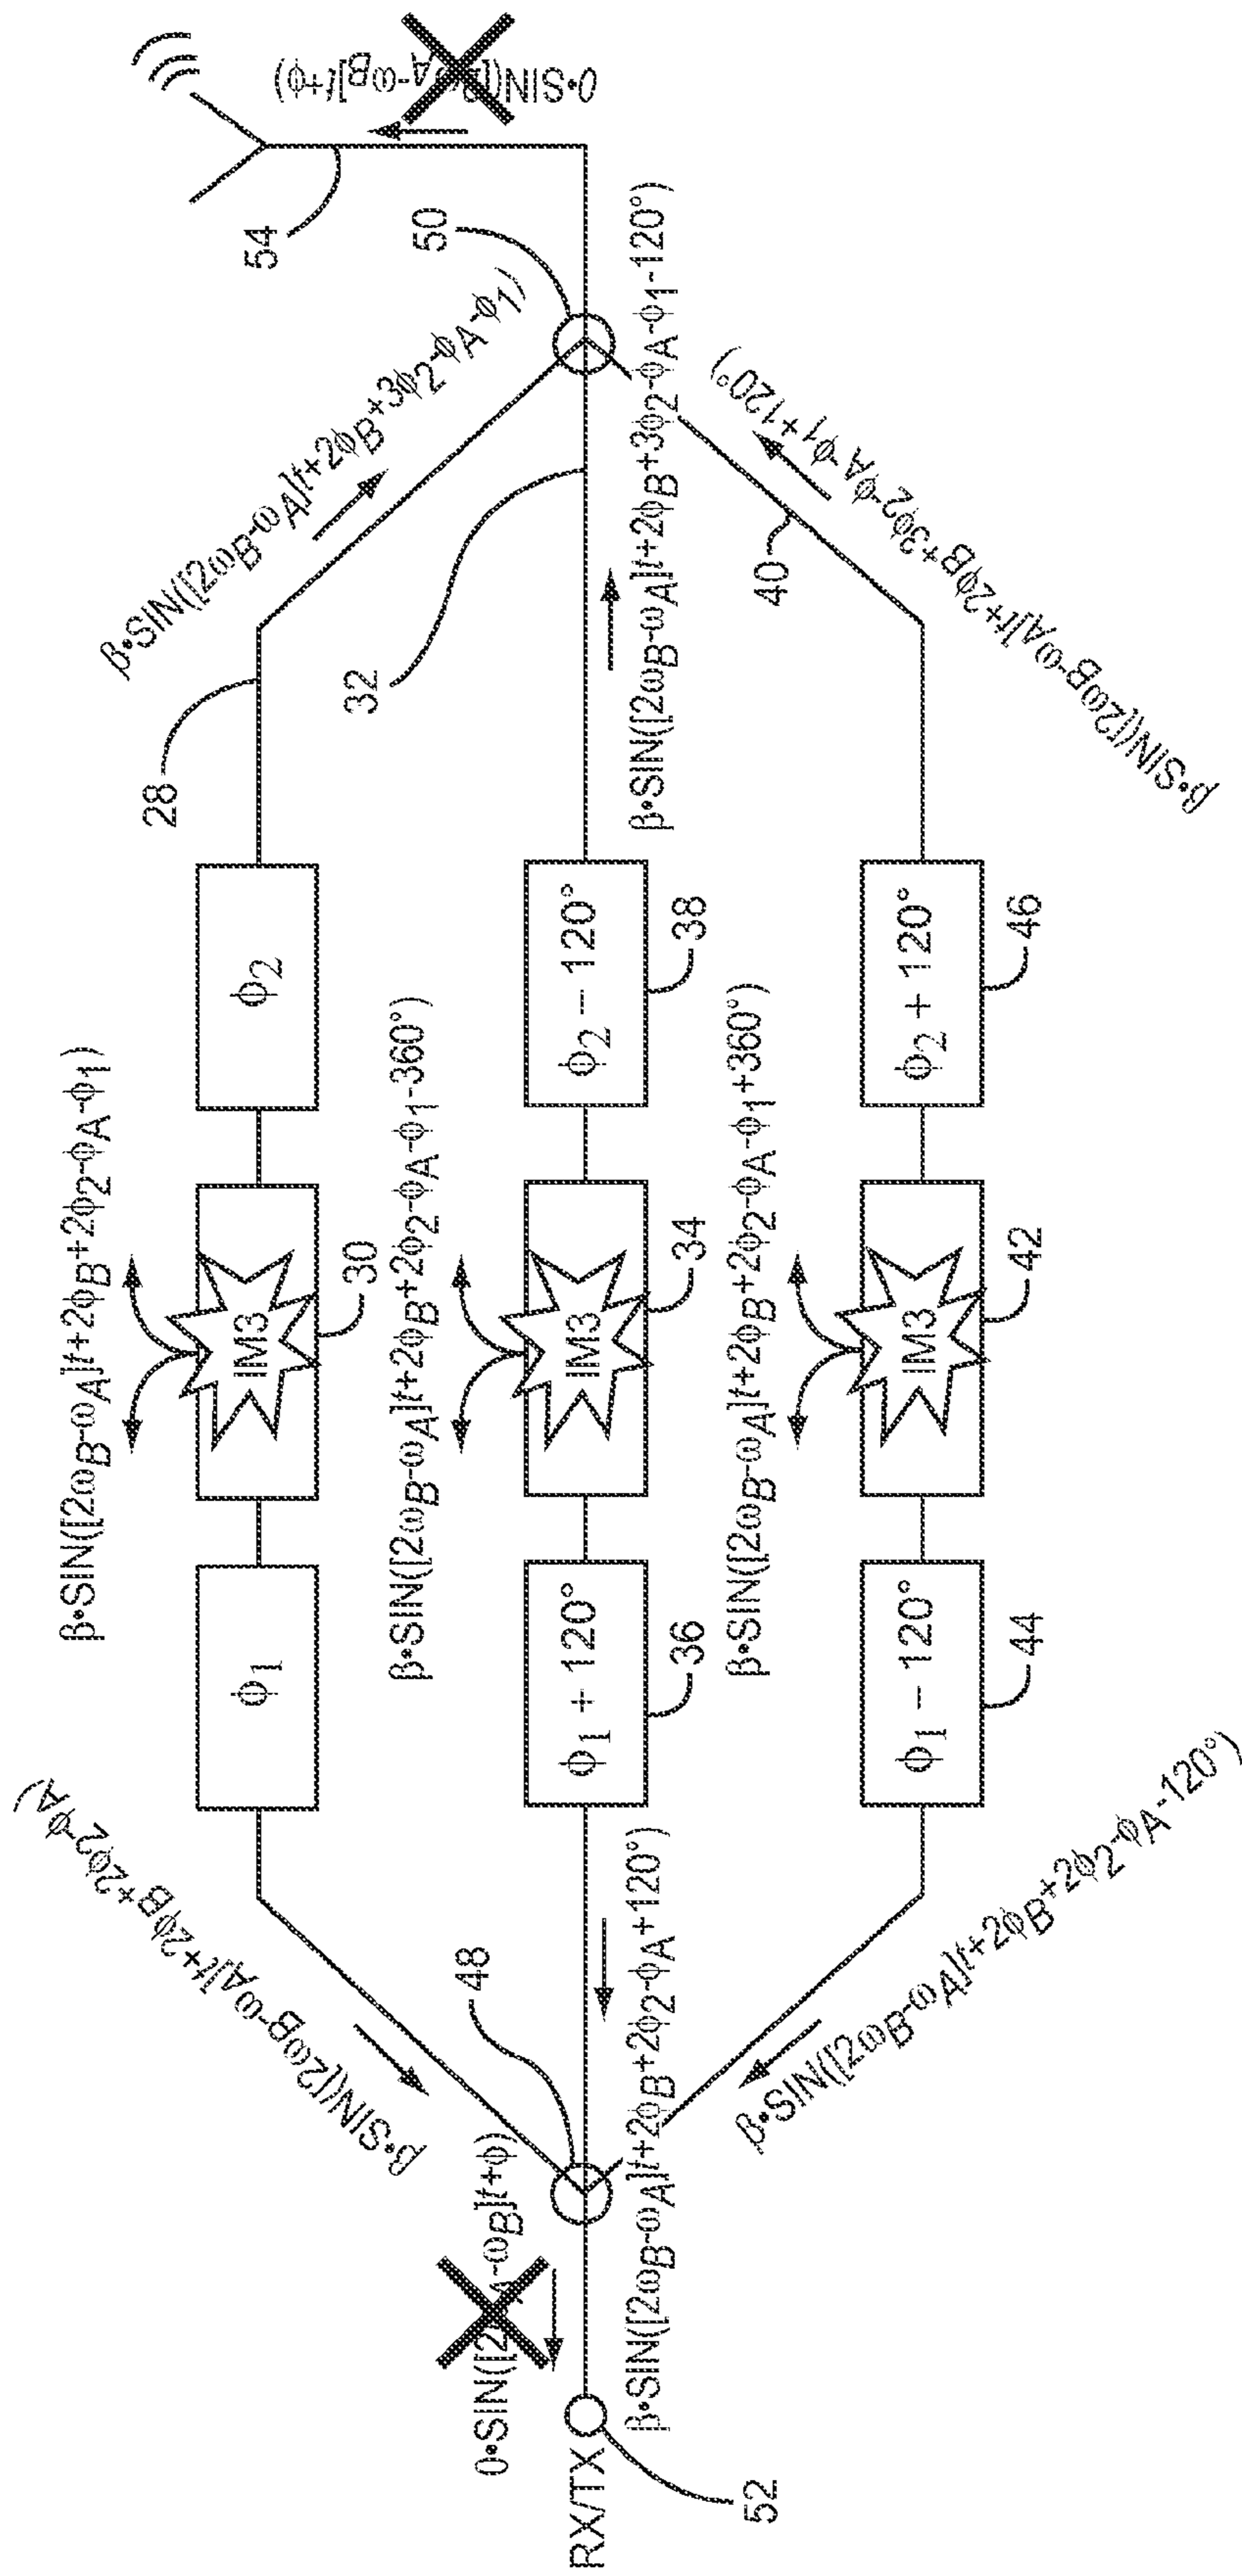 0•SIN([2ωA-ωB]t+ϕ)
54
50
β•SIN([2ωB-ωA]t+2ϕB+3ϕ2-ϕA-ϕ1)
28
32
β•SIN([2ωB-ωA]t+2ϕB+3ϕ2-ϕA-ϕ1-120°)
40
β•SIN([2ωB-ωA]t+2ϕB+3ϕ2-ϕA-ϕ1+120°)
β•SIN([2ωB-ωA]t+2ϕB+2ϕ2-ϕA-ϕ1)
ϕ1
IM3
30
ϕ2
β•SIN([2ωB-ωA]t+2ϕB+2ϕ2-ϕA-ϕ1-360°)
ϕ1 + 120°
36
IM3
34
ϕ2 – 120°
38
β•SIN([2ωB-ωA]t+2ϕB+2ϕ2-ϕA-ϕ1+360°)
ϕ1 – 120°
44
IM3
42
ϕ2 + 120°
46
β•SIN([2ωB-ωA]t+2ϕB+2ϕ2-ϕA)
48
0•SIN([2ωA-ωB]t+ϕ)
β•SIN([2ωB-ωA]t+2ϕB+2ϕ2-ϕA+120°)
β•SIN([2ωB-ωA]t+2ϕB+2ϕ2-ϕA-120°)
RX/TX
52